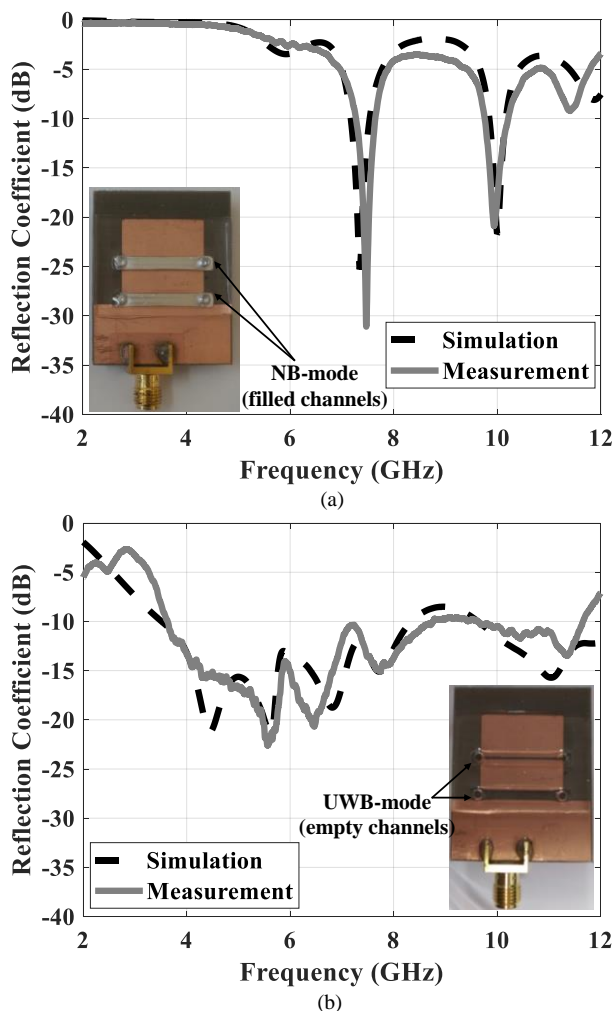 0
-5
-10
-15
-20
-25
-30
-35
-40
Reflection Coefficient (dB)
NB-mode
(filled channels)
Simulation
Measurement
2 4 6 8 10 12
Frequency (GHz)
(a)
0
-5
-10
-15
-20
-25
-30
-35
-40
Reflection Coefficient (dB)
UWB-mode
(empty channels)
Simulation
Measurement
2 4 6 8 10 12
Frequency (GHz)
(b)